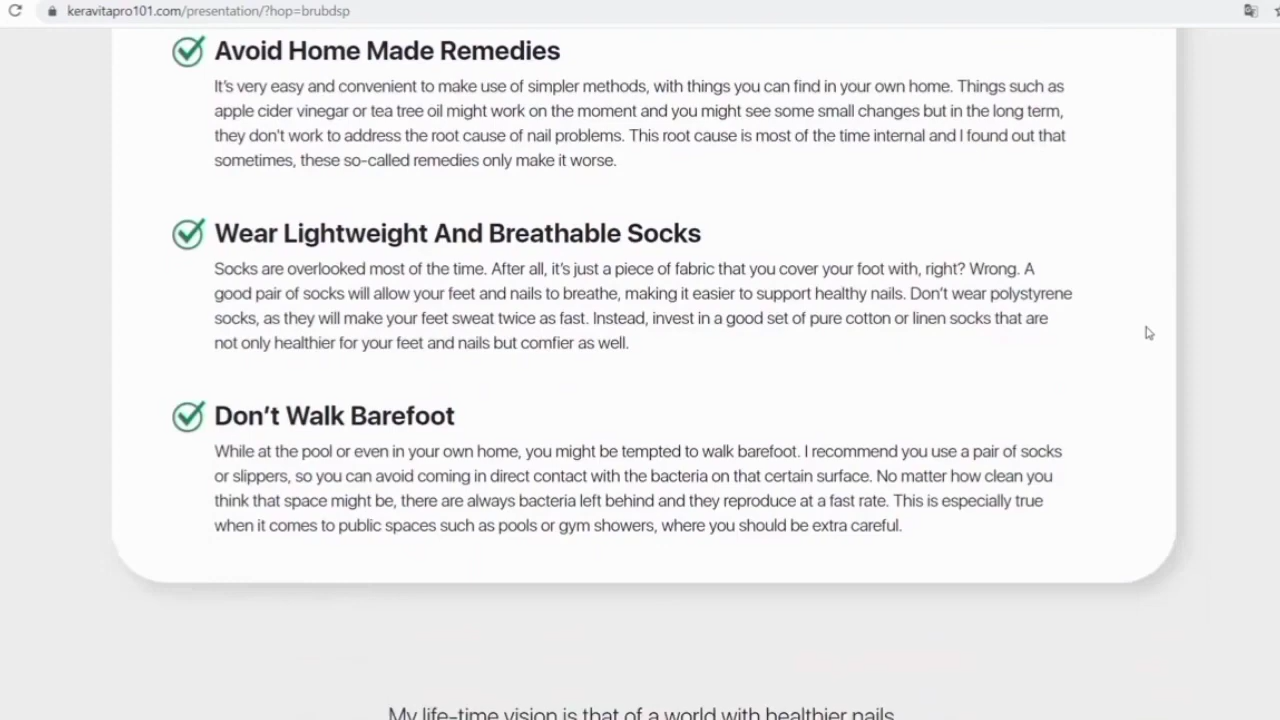 keravitapro101.com/presentation/?hop=brubdsp
Avoid Home Made Remedies
It's very easy and convenient to make use of simpler methods, with things you can find in your own home. Things such as
apple cider vinegar or tea tree oil might work on the moment and you might see some small changes but in the long term,
they don't work to address the root cause of nail problems. This root cause is most of the time internal and I found out that
sometimes, these so-called remedies only make it worse.
Wear Lightweight And Breathable Socks
Socks are overlooked most of the time. After all, it's just a piece of fabric that you cover your foot with, right? Wrong. A
good pair of socks will allow your feet and nails to breathe, making it easier to support healthy nails. Don't wear polystyrene
socks, as they will make your feet sweat twice as fast. Instead, invest in a good set of pure cotton or linen socks that are
not only healthier for your feet and nails but comfier as well.
Don't Walk Barefoot
While at the pool or even in your own home, you might be tempted to walk barefoot. I recommend you use a pair of socks
or slippers, so you can avoid coming in direct contact with the bacteria on that certain surface. No matter how clean you
think that space might be, there are always bacteria left behind and they reproduce at a fast rate. This is especially true
when it comes to public spaces such as pools or gym showers, where you should be extra careful.
My life-time vision is that of a world with healthier nails